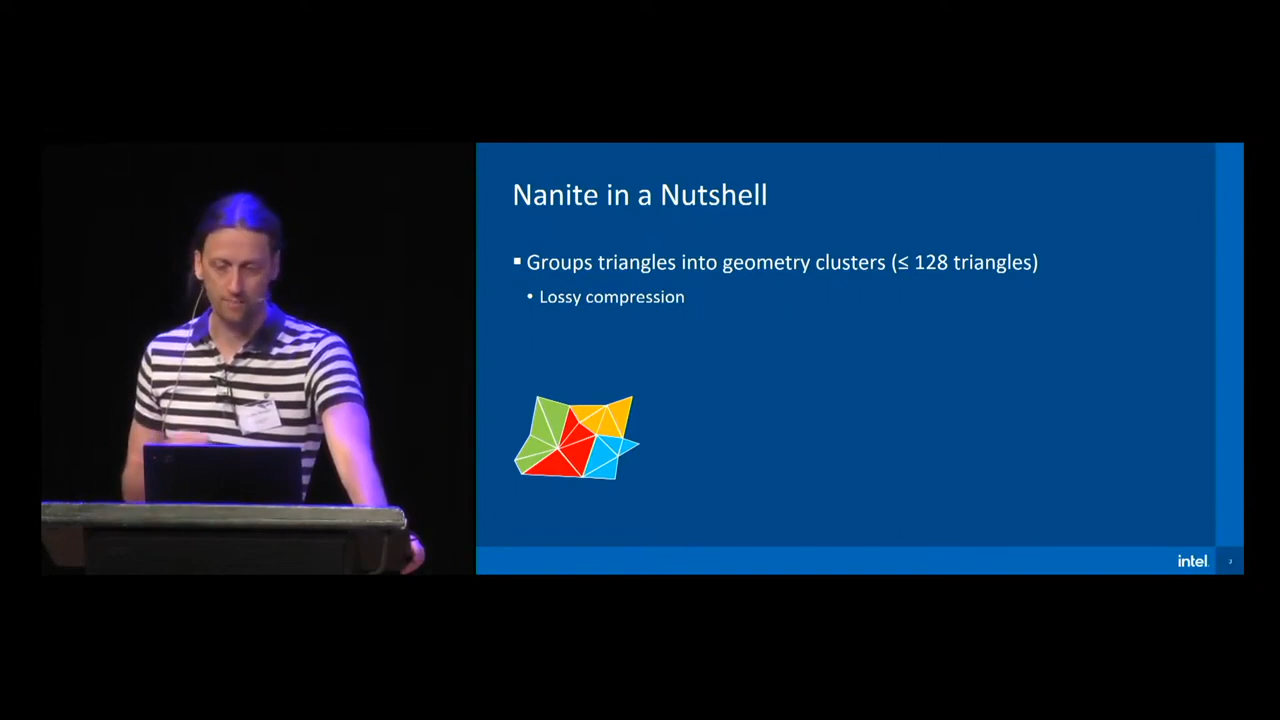 Nanite in a Nutshell
▪ Groups triangles into geometry clusters (≤ 128 triangles)
• Lossy compression
intel.